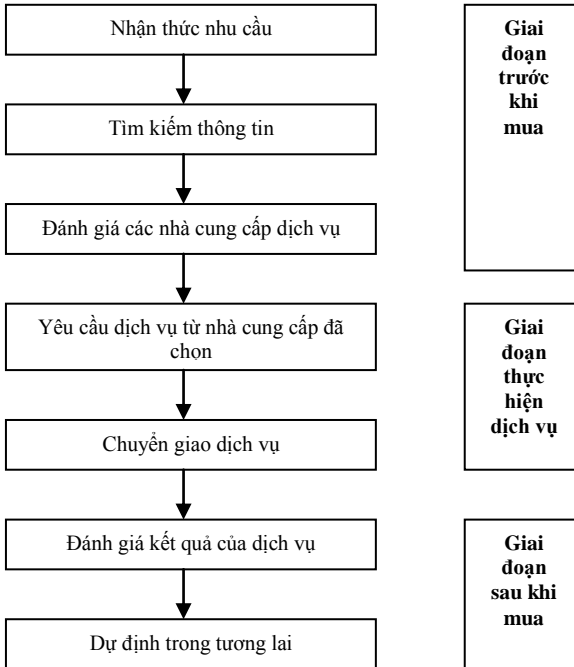 Nhận thức nhu cầu
Tìm kiếm thông tin
Đánh giá các nhà cung cấp dịch vụ
Yêu cầu dịch vụ từ nhà cung cấp đã
chọn
Chuyển giao dịch vụ
Đánh giá kết quả của dịch vụ
Dự định trong tương lai
Giai
đoạn
trước
khi
mua
Giai
đoạn
thực
hiện
dịch vụ
Giai
đoạn
sau khi
mua